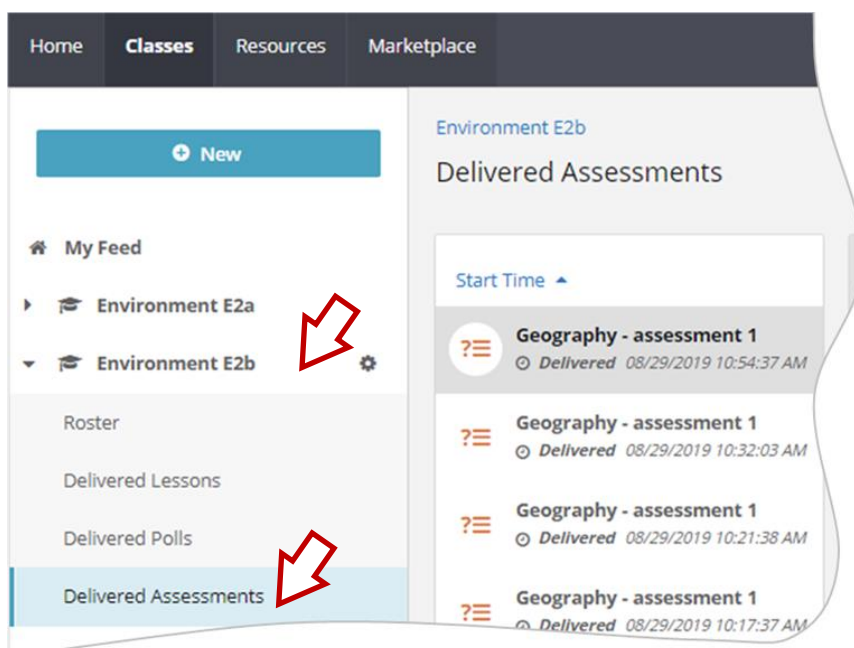 Home Classes Resources Marketplace
New
My Feed
Environment E2a
Environment E2b
Roster
Delivered Lessons
Delivered Polls
Delivered Assessments
Environment E2b
Delivered Assessments
Start Time
Geography - assessment 1
Delivered 08/29/2019 10:54:37 AM
Geography - assessment 1
Delivered 08/29/2019 10:32:03 AM
Geography - assessment 1
Delivered 08/29/2019 10:21:38 AM
Geography - assessment 1
Delivered 08/29/2019 10:17:37 AM